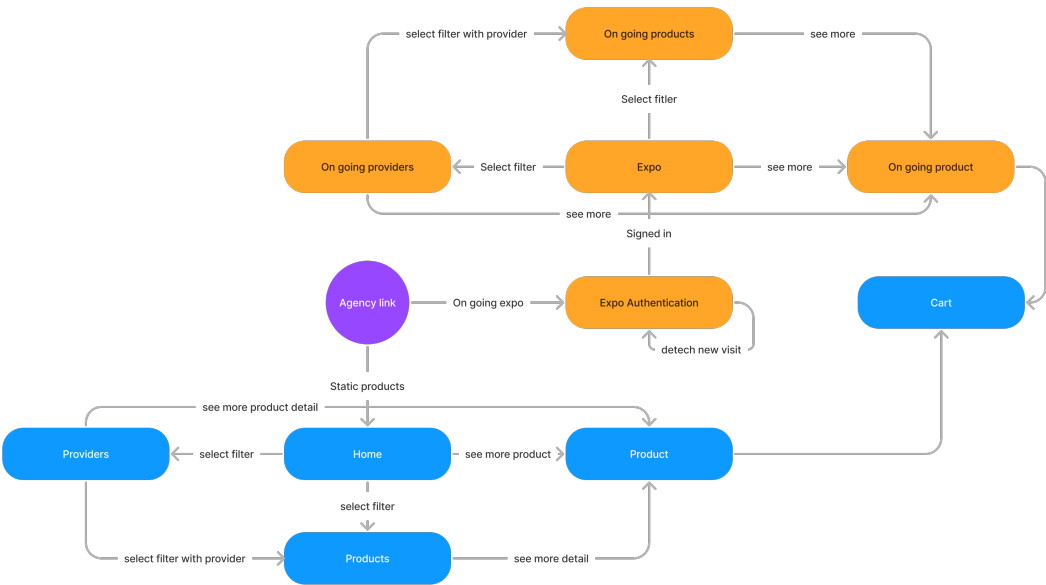 select filter with provider
On going products
see more
Select fitler
On going providers
Select filter
Expo
see more
On going product
see more
Signed in
Agency link
On going expo
Expo Authentication
Cart
detech new visit
Static products
see more product detail
Providers
select filter
Home
see more product
Product
select filter
select filter with provider
Products
see more detail